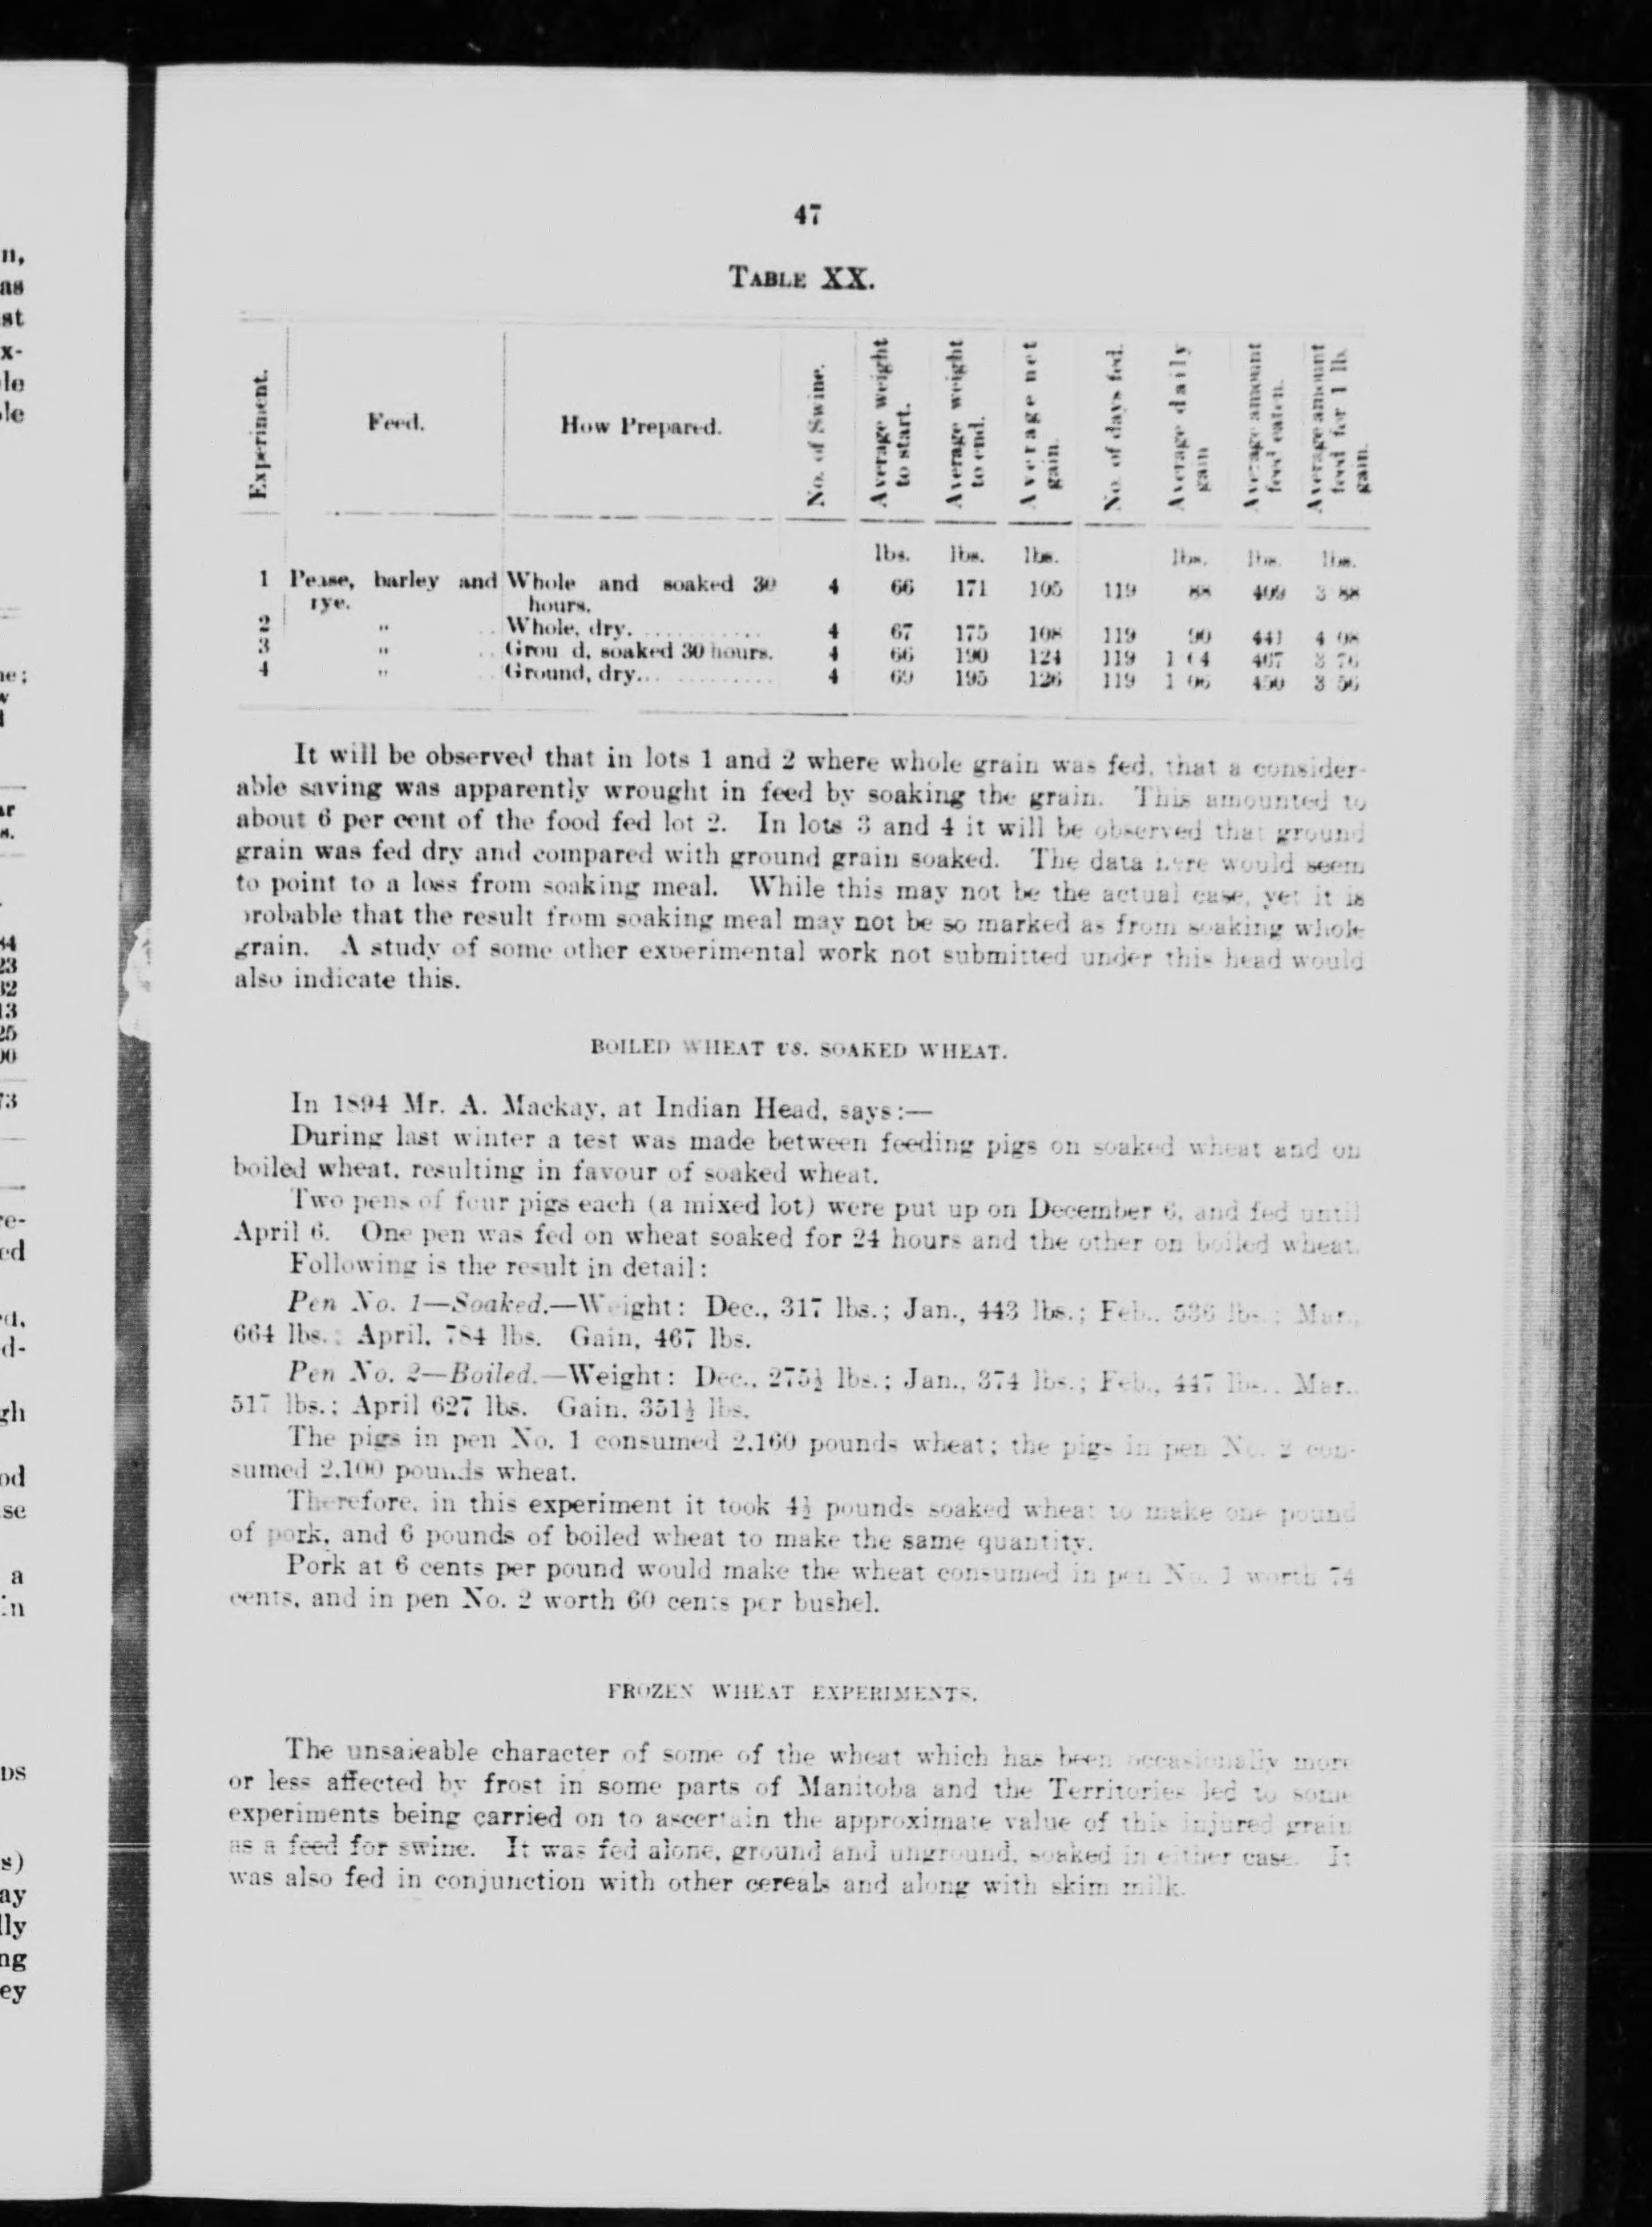 47
TABLE XX.
Experiment.
Feed.
How Prepared.
No. of Swine.
Average weight to start.
Average weight to end.
Average net gain.
No. of days fed.
Average daily gain
Average amount feed eaten.
Average amount feed for 1 lb. gain.
lbs. lbs. lbs. lbs. lbs. lbs.
1 Pease, barley and Whole and soaked 30 4 66 171 105 119 88 409 3 88
rye. hours.
2 " .. Whole, dry. 4 67 175 108 119 90 441 4 08
3 " .. Grou d, soaked 30 hours. 4 66 190 124 119 1 04 467 3 76
4 " .. Ground, dry. 4 69 195 126 119 1 06 450 3 56
It will be observed that in lots 1 and 2 where whole grain was fed, that a consider-
able saving was apparently wrought in feed by soaking the grain. This amounted to
about 6 per cent of the food fed lot 2. In lots 3 and 4 it will be observed that ground
grain was fed dry and compared with ground grain soaked. The data here would seem
to point to a loss from soaking meal. While this may not be the actual case, yet it is
probable that the result from soaking meal may not be so marked as from soaking whole
grain. A study of some other experimental work not submitted under this head would
also indicate this.
BOILED WHEAT vs. SOAKED WHEAT.
In 1894 Mr. A. Mackay, at Indian Head, says:—
During last winter a test was made between feeding pigs on soaked wheat and on
boiled wheat, resulting in favour of soaked wheat.
Two pens of four pigs each (a mixed lot) were put up on December 6, and fed until
April 6. One pen was fed on wheat soaked for 24 hours and the other on boiled wheat.
Following is the result in detail:
Pen No. 1—Soaked.—Weight: Dec., 317 lbs.; Jan., 443 lbs.; Feb., 536 lbs.; Mar.,
664 lbs.; April, 784 lbs. Gain, 467 lbs.
Pen No. 2—Boiled.—Weight: Dec., 275½ lbs.; Jan., 374 lbs.; Feb., 447 lbs., Mar.,
517 lbs.; April 627 lbs. Gain, 351½ lbs.
The pigs in pen No. 1 consumed 2,160 pounds wheat; the pigs in pen No. 2 con-
sumed 2,100 pounds wheat.
Therefore, in this experiment it took 4½ pounds soaked wheat to make one pound
of pork, and 6 pounds of boiled wheat to make the same quantity.
Pork at 6 cents per pound would make the wheat consumed in pen No. 1 worth 74
cents, and in pen No. 2 worth 60 cents per bushel.
FROZEN WHEAT EXPERIMENTS.
The unsaleable character of some of the wheat which has been occasionally more
or less affected by frost in some parts of Manitoba and the Territories led to some
experiments being carried on to ascertain the approximate value of this injured grain
as a feed for swine. It was fed alone, ground and unground, soaked in either case. It
was also fed in conjunction with other cereals and along with skim milk.